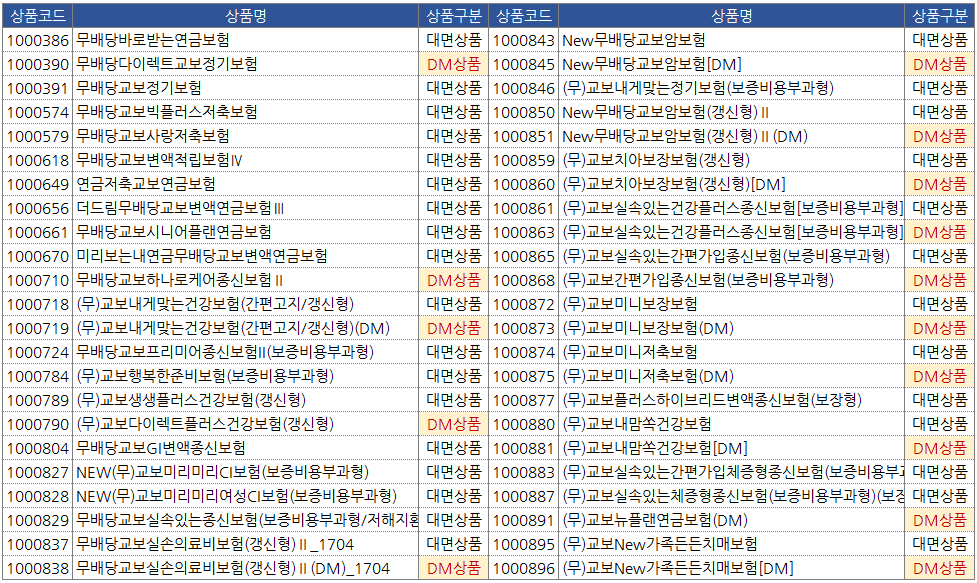 상품코드 상품명 상품구분 상품코드 상품명 상품구분
1000386 무배당바로받는연금보험 대면상품 1000843 New무배당교보암보험 대면상품
1000390 무배당다이렉트교보정기보험 DM상품 1000845 New무배당교보암보험[DM] DM상품
1000391 무배당교보정기보험 대면상품 1000846 (무)교보내게맞는정기보험(보증비용부과형) 대면상품
1000574 무배당교보빅플러스저축보험 대면상품 1000850 New무배당교보암보험(갱신형)Ⅱ 대면상품
1000579 무배당교보사랑저축보험 대면상품 1000851 New무배당교보암보험(갱신형)Ⅱ(DM) DM상품
1000618 무배당교보변액적립보험Ⅳ 대면상품 1000859 (무)교보치아보장보험(갱신형) 대면상품
1000649 연금저축교보연금보험 대면상품 1000860 (무)교보치아보장보험(갱신형)[DM] DM상품
1000656 더드림무배당교보변액연금보험Ⅲ 대면상품 1000861 (무)교보실속있는건강플러스종신보험[보증비용부과형] 대면상품
1000661 무배당교보시니어플랜연금보험 대면상품 1000863 (무)교보실속있는건강플러스종신보험[보증비용부과형] DM상품
1000670 미리보는내연금무배당교보변액연금보험 대면상품 1000865 (무)교보실속있는간편가입종신보험(보증비용부과형) 대면상품
1000710 무배당교보하나로케어종신보험Ⅱ DM상품 1000868 (무)교보간편가입종신보험(보증비용부과형) DM상품
1000718 (무)교보내게맞는건강보험(간편고지/갱신형) 대면상품 1000872 (무)교보미니보장보험 대면상품
1000719 (무)교보내게맞는건강보험(간편고지/갱신형)(DM) DM상품 1000873 (무)교보미니보장보험(DM) DM상품
1000724 무배당교보프리미어종신보험II(보증비용부과형) 대면상품 1000874 (무)교보미니저축보험 대면상품
1000784 (무)교보행복한준비보험(보증비용부과형) 대면상품 1000875 (무)교보미니저축보험(DM) DM상품
1000789 (무)교보생생플러스건강보험(갱신형) 대면상품 1000877 (무)교보플러스하이브리드변액종신보험(보장형) 대면상품
1000790 (무)교보다이렉트플러스건강보험(갱신형) DM상품 1000880 (무)교보내맘쏙건강보험 대면상품
1000804 무배당교보GI변액종신보험 대면상품 1000881 (무)교보내맘쏙건강보험[DM] DM상품
1000827 NEW(무)교보미리미리CI보험(보증비용부과형) 대면상품 1000883 (무)교보실속있는간편가입체증형종신보험(보증비용부 대면상품
1000828 NEW(무)교보미리미리여성CI보험(보증비용부과형) 대면상품 1000887 (무)교보실속있는체증형종신보험(보증비용부과형)(보장 대면상품
1000829 무배당교보실속있는종신보험(보증비용부과형/저해지환 대면상품 1000891 (무)교보뉴플랜연금보험(DM) DM상품
1000837 무배당교보실손의료비보험(갱신형)Ⅱ_1704 대면상품 1000895 (무)교보New가족든든치매보험 대면상품
1000838 무배당교보실손의료비보험(갱신형)Ⅱ(DM)_1704 DM상품 1000896 (무)교보New가족든든치매보험[DM] DM상품